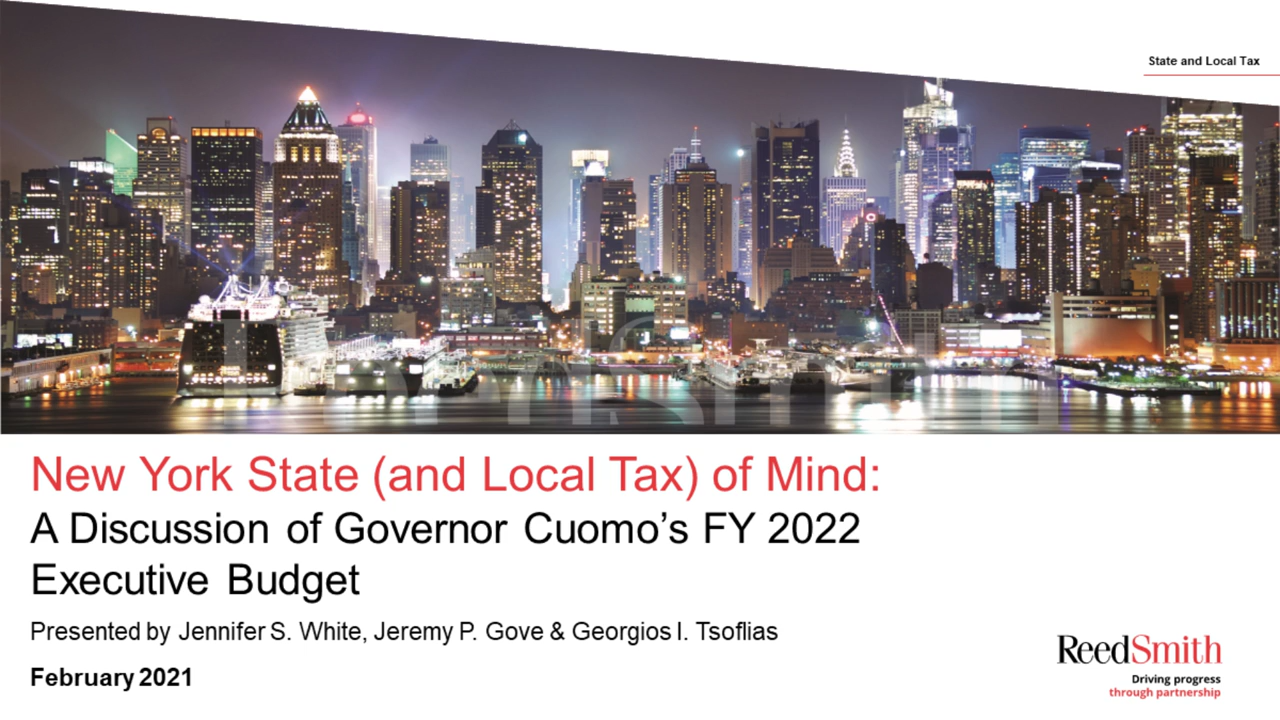 State and Local Tax
New York State (and Local Tax) of Mind:
A Discussion of Governor Cuomo’s FY 2022
Executive Budget
Presented by Jennifer S. White, Jeremy P. Gove & Georgios I. Tsoflias
February 2021
ReedSmith
Driving progress
through partnership